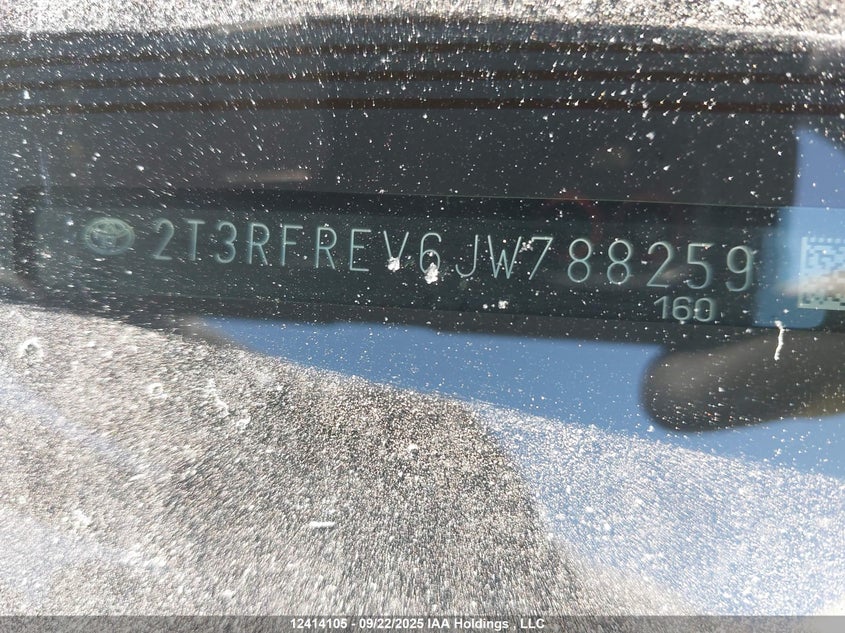 2T3RFREV6JW788259
160
12414105 - 09/22/2025 IAA Holdings , LLC